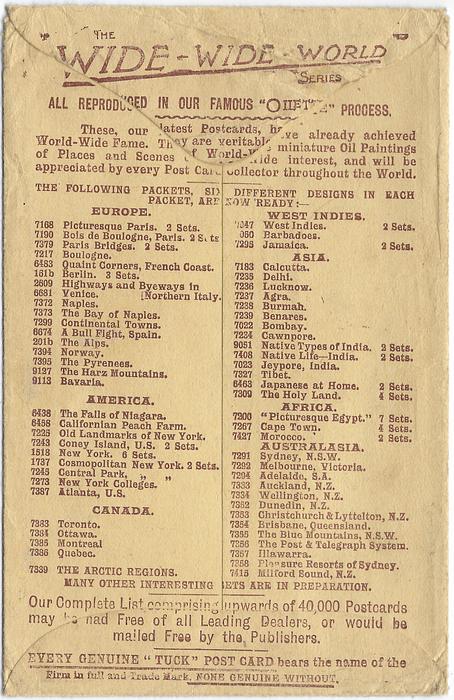 THE
WIDE-WIDE-WORLD
SERIES
ALL REPRODUCED IN OUR FAMOUS "OILETTE" PROCESS.
These, our latest Postcards, have already achieved
World-Wide Fame. They are veritable miniature Oil Paintings
of Places and Scenes of World-Wide interest, and will be
appreciated by every Post Card Collector throughout the World.
THE FOLLOWING PACKETS, SIX DIFFERENT DESIGNS IN EACH
PACKET, ARE NOW READY:—
EUROPE.
7168 Picturesque Paris. 2 Sets.
7190 Bois de Boulogne, Paris. 2 Sets
7379 Paris Bridges. 2 Sets.
7217 Boulogne.
6483 Quaint Corners, French Coast.
181b Berlin. 3 Sets.
2609 Highways and Byeways in
6681 Venice. [Northern Italy.
7372 Naples.
7373 The Bay of Naples.
7299 Continental Towns.
6674 A Bull Fight, Spain.
201b The Alps.
7394 Norway.
7395 The Pyrenees.
9127 The Harz Mountains.
9113 Bavaria.
AMERICA.
6438 The Falls of Niagara.
6458 Californian Peach Farm.
7225 Old Landmarks of New York.
7243 Coney Island, U.S. 2 Sets.
1518 New York. 6 Sets.
1737 Cosmopolitan New York. 2 Sets.
7245 Central Park, " "
7273 New York Colleges. "
7387 Atlanta, U.S.
CANADA.
7383 Toronto.
7384 Ottawa.
7385 Montreal
7386 Quebec.
7339 THE ARCTIC REGIONS.
WEST INDIES.
West Indies. 2 Sets.
Barbadoes.
7295 Jamaica. 2 Sets.
ASIA.
7183 Calcutta.
7235 Delhi.
7236 Lucknow.
7237 Agra.
7238 Burmah.
7239 Benares.
7022 Bombay.
7234 Cawnpore.
9051 Native Types of India. 2 Sets.
7408 Native Life—India. 2 Sets.
7023 Jeypore, India.
7327 Tibet.
6463 Japanese at Home. 2 Sets.
7309 The Holy Land. 4 Sets.
AFRICA.
7200 "Picturesque Egypt." 7 Sets.
7267 Cape Town. 4 Sets.
7427 Morocco. 2 Sets.
AUSTRALASIA.
7291 Sydney, N.S.W.
7292 Melbourne, Victoria.
7294 Adelaide, S.A.
7333 Auckland, N.Z.
7334 Wellington, N.Z.
7352 Dunedin, N.Z.
7353 Christchurch & Lyttelton, N.Z.
7354 Brisbane, Queensland.
7355 The Blue Mountains, N.S.W.
7356 The Post & Telegraph System.
7357 Illawarra.
7358 Pleasure Resorts of Sydney.
7415 Milford Sound, N.Z.
MANY OTHER INTERESTING SETS ARE IN PREPARATION.
Our Complete List comprising upwards of 40,000 Postcards
may be had Free of all Leading Dealers, or would be
mailed Free by the Publishers.
EVERY GENUINE "TUCK" POST CARD bears the name of the
Firm in full and Trade Mark. NONE GENUINE WITHOUT.